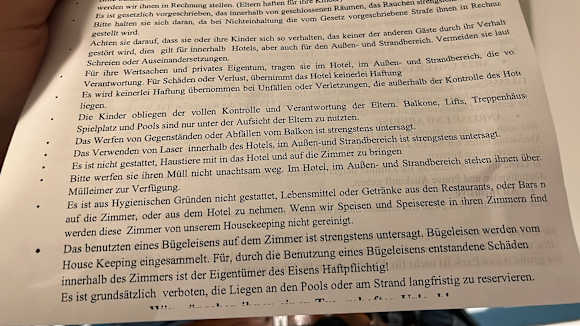 werden wir ihnen in Rechnung stellen. (Eltern haften für ihre Kinder
Es ist gesetzlich vorgeschrieben, das innerhalb von geschlossenen Räumen, das Rauchen strengstens
Bitte halten sie sich daran, da bei Nichteinhaltung die vom Gesetz vorgeschriebene Strafe ihnen in Rechnun
gestellt wird.
Achten sie darauf, dass sie oder ihre Kinder sich so verhalten, das keiner der anderen Gäste durch ihr Verhalt
gestört wird, dies gilt für innerhalb Hotels, aber auch für den Außen- und Strandbereich. Vermeiden sie laut
Schreien oder Auseinandersetzungen.
• Für ihre Wertsachen und privates Eigentum, tragen sie im Hotel, im Außen- und Strandbereich, die vo
Verantwortung. Für Schäden oder Verlust, übernimmt das Hotel keinerlei Haftung
• Es wird keinerlei Haftung übernommen bei Unfällen oder Verletzungen, die außerhalb der Kontrolle des Hote
liegen.
• Die Kinder obliegen der vollen Kontrolle und Verantwortung der Eltern. Balkone, Lifts, Treppenhäus
Spielplatz und Pools sind nur unter der Aufsicht der Eltern zu nutzten.
• Das Werfen von Gegenständen oder Abfällen vom Balkon ist strengstens untersagt.
• Das Verwenden von Laser innerhalb des Hotels, im Außen-und Strandbereich ist strengstens untersagt.
• Es ist nicht gestattet, Haustiere mit in das Hotel und auf die Zimmer zu bringen
• Bitte werfen sie ihren Müll nicht unachtsam weg. Im Hotel, im Außen- und Strandbereich stehen ihnen über
Mülleimer zur Verfügung.
• Es ist aus Hygienischen Gründen nicht gestattet, Lebensmittel oder Getränke aus den Restaurants, oder Bars n
auf die Zimmer, oder aus dem Hotel zu nehmen. Wenn wir Speisen und Speisereste in ihren Zimmern find
werden diese Zimmer von unserem Housekeeping nicht gereinigt.
• Das benutzten eines Bügeleisens auf dem Zimmer ist strengstens untersagt. Bügeleisen werden vom
House Keeping eingesammelt. Für, durch die Benutzung eines Bügeleisens entstandene Schäden
innerhalb des Zimmers ist der Eigentümer des Eisens Haftpflichtig!
• Es ist grundsätzlich verboten, die Liegen an den Pools oder am Strand langfristig zu reservieren.